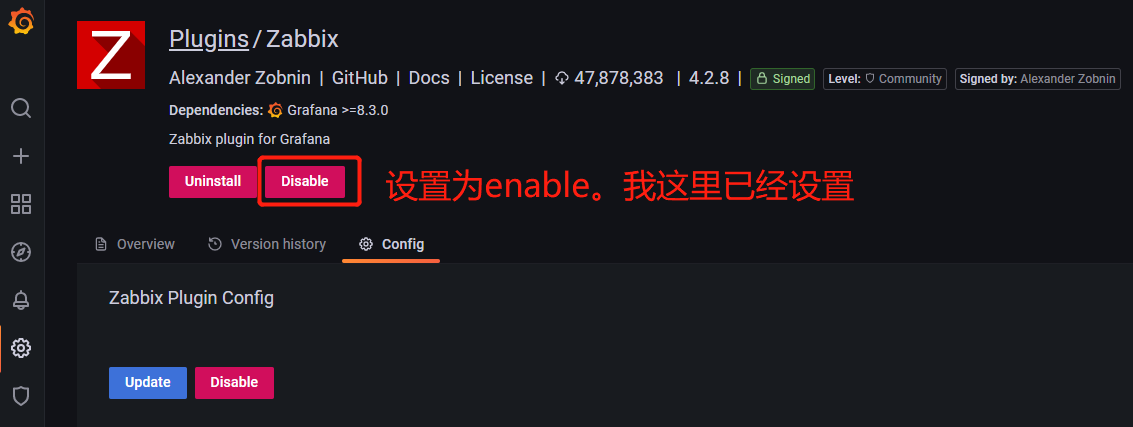 Z
Plugins / Zabbix
Alexander Zobnin | GitHub | Docs | License | 47,878,383 | 4.2.8 | Signed Level: Community Signed by: Alexander Zobnin
Dependencies: Grafana >=8.3.0
Zabbix plugin for Grafana
Uninstall Disable 设置为enable。我这里已经设置
Overview Version history Config
Zabbix Plugin Config
Update Disable